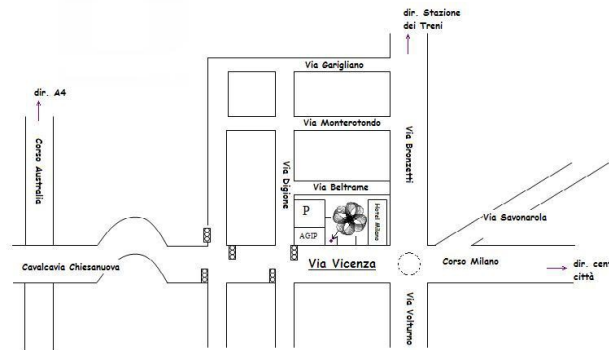 dir. Stazione
dei Treni
Via Garigliano
dir. A4
Via Monterotondo
Corso Australia
Via Digione
Via Bronzetti
Via Beltrame
P
AGIP
Hotel Milano
Via Savonarola
Cavalcavia Chiesanuova
Via Vicenza
Corso Milano
dir. cent
città
Via Volturno